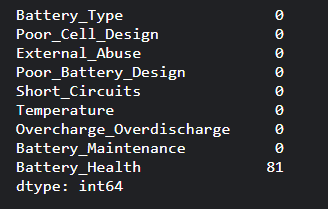 Battery_Type 0
Poor_Cell_Design 0
External_Abuse 0
Poor_Battery_Design 0
Short_Circuits 0
Temperature 0
Overcharge_Overdischarge 0
Battery_Maintenance 0
Battery_Health 81
dtype: int64